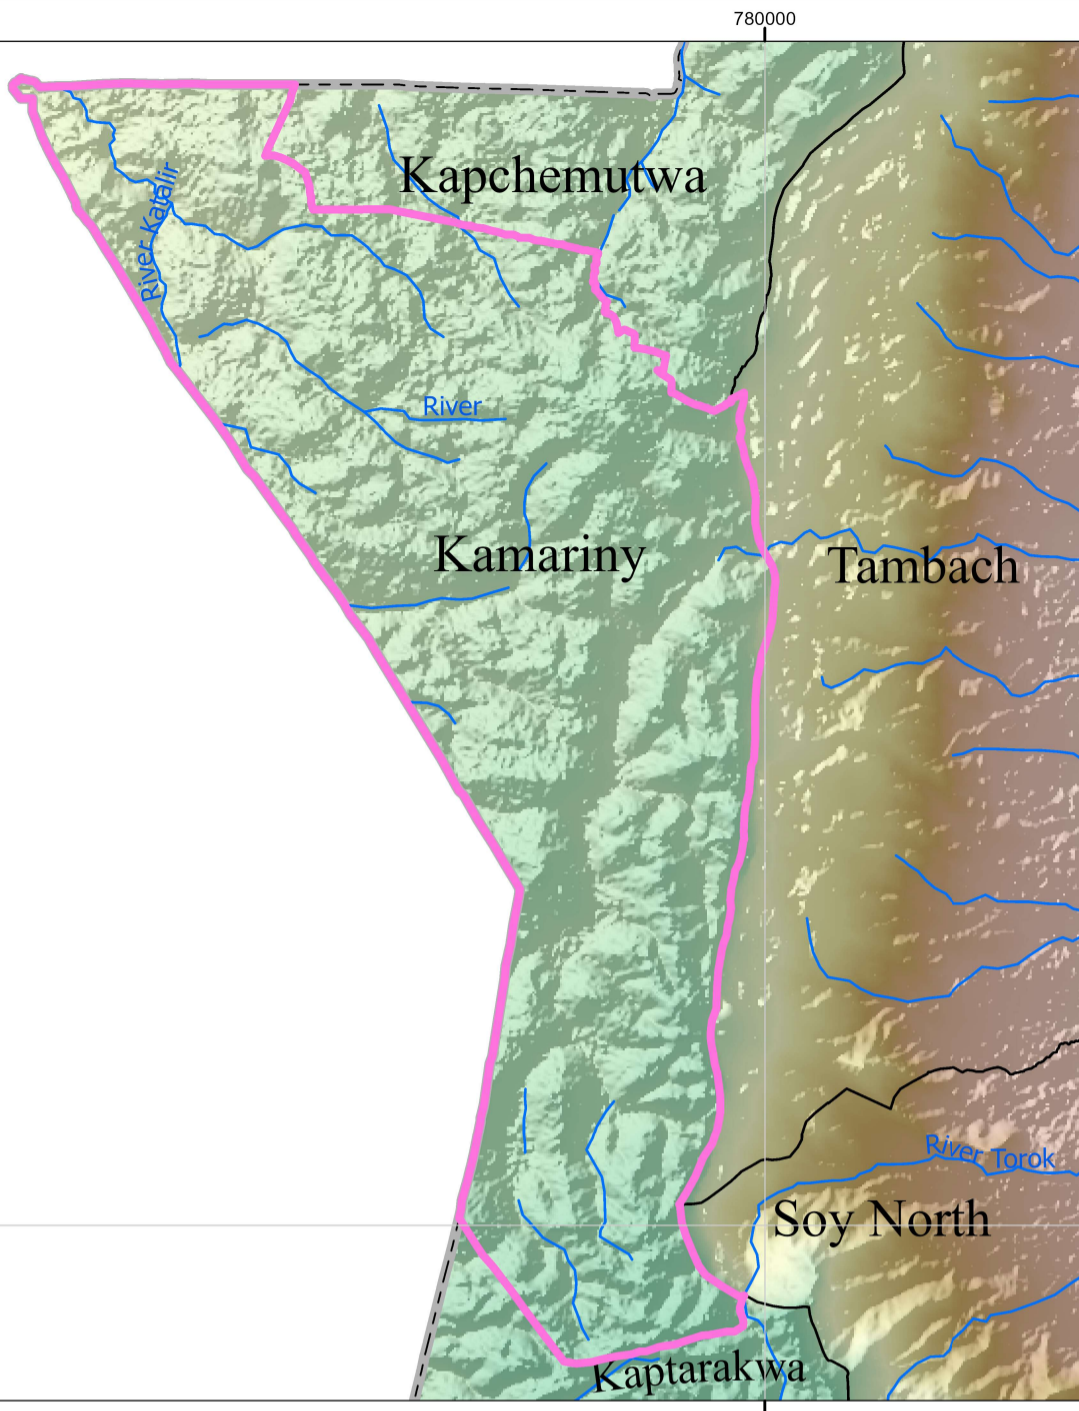 780000
Kapchemutwa
River Katalir
River
Kamariny
Tambach
River Torok
Soy North
Kaptarakwa